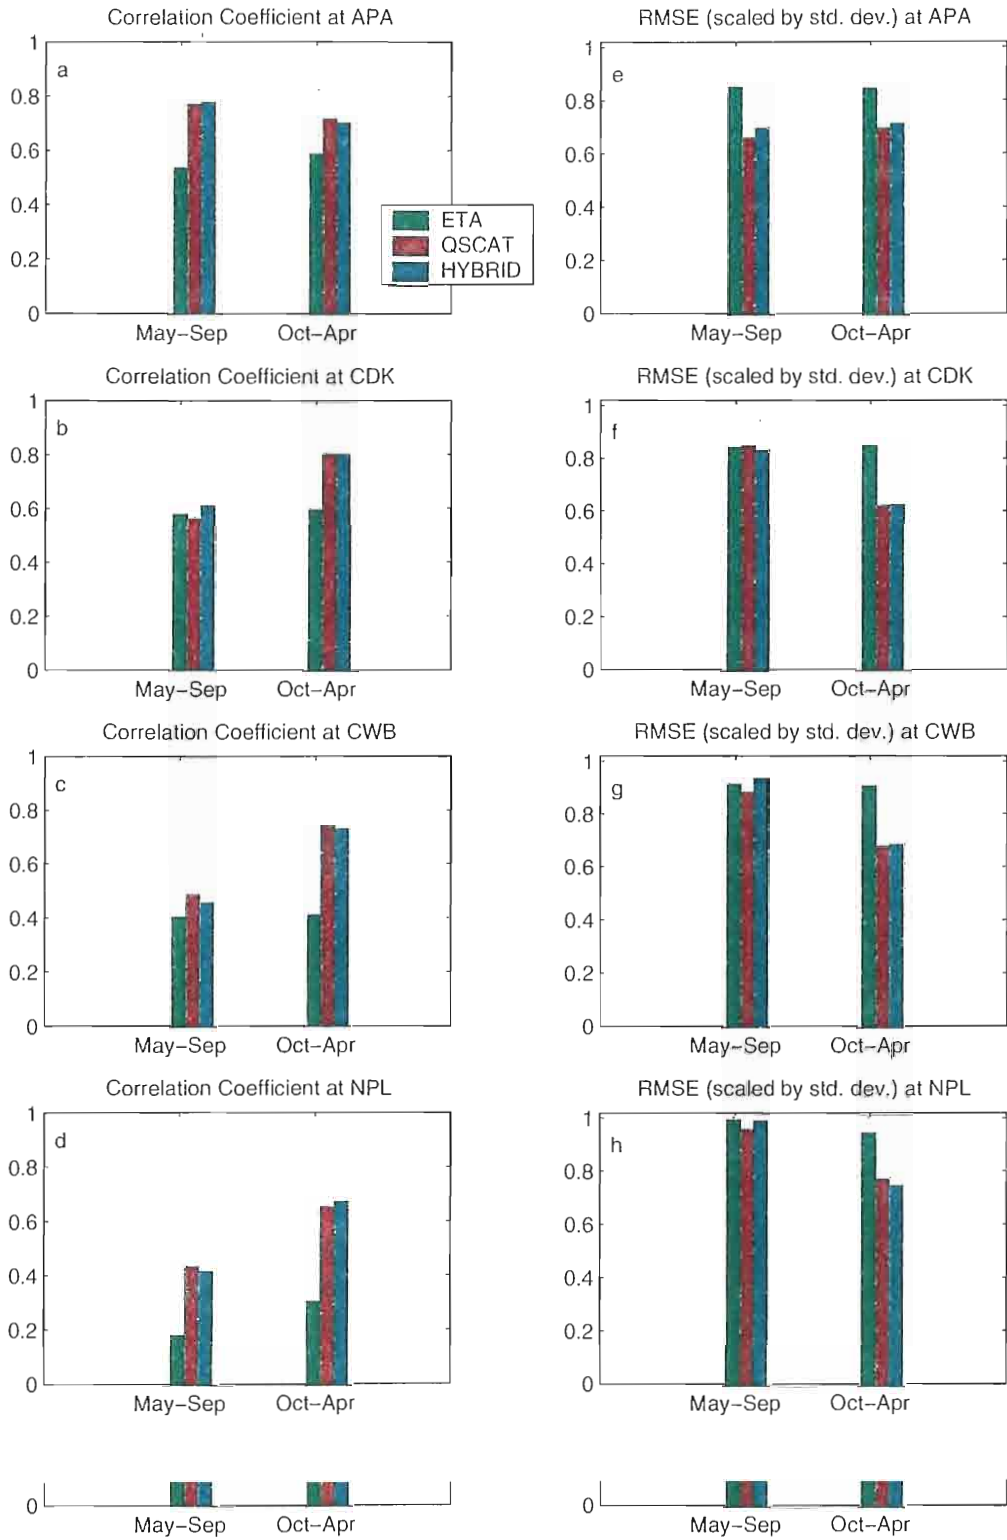 Correlation Coefficient at APA
1
a
0.8
0.6
0.4
0.2
0
May-Sep Oct-Apr
ETA
QSCAT
HYBRID
RMSE (scaled by std. dev.) at APA
1
e
0.8
0.6
0.4
0.2
0
May-Sep Oct-Apr
Correlation Coefficient at CDK
1
b
0.8
0.6
0.4
0.2
0
May-Sep Oct-Apr
RMSE (scaled by std. dev.) at CDK
1
f
0.8
0.6
0.4
0.2
0
May-Sep Oct-Apr
Correlation Coefficient at CWB
1
c
0.8
0.6
0.4
0.2
0
May-Sep Oct-Apr
RMSE (scaled by std. dev.) at CWB
1
g
0.8
0.6
0.4
0.2
0
May-Sep Oct-Apr
Correlation Coefficient at NPL
1
d
0.8
0.6
0.4
0.2
0
May-Sep Oct-Apr
RMSE (scaled by std. dev.) at NPL
1
h
0.8
0.6
0.4
0.2
0
May-Sep Oct-Apr
0
May-Sep Oct-Apr
0
May-Sep Oct-Apr